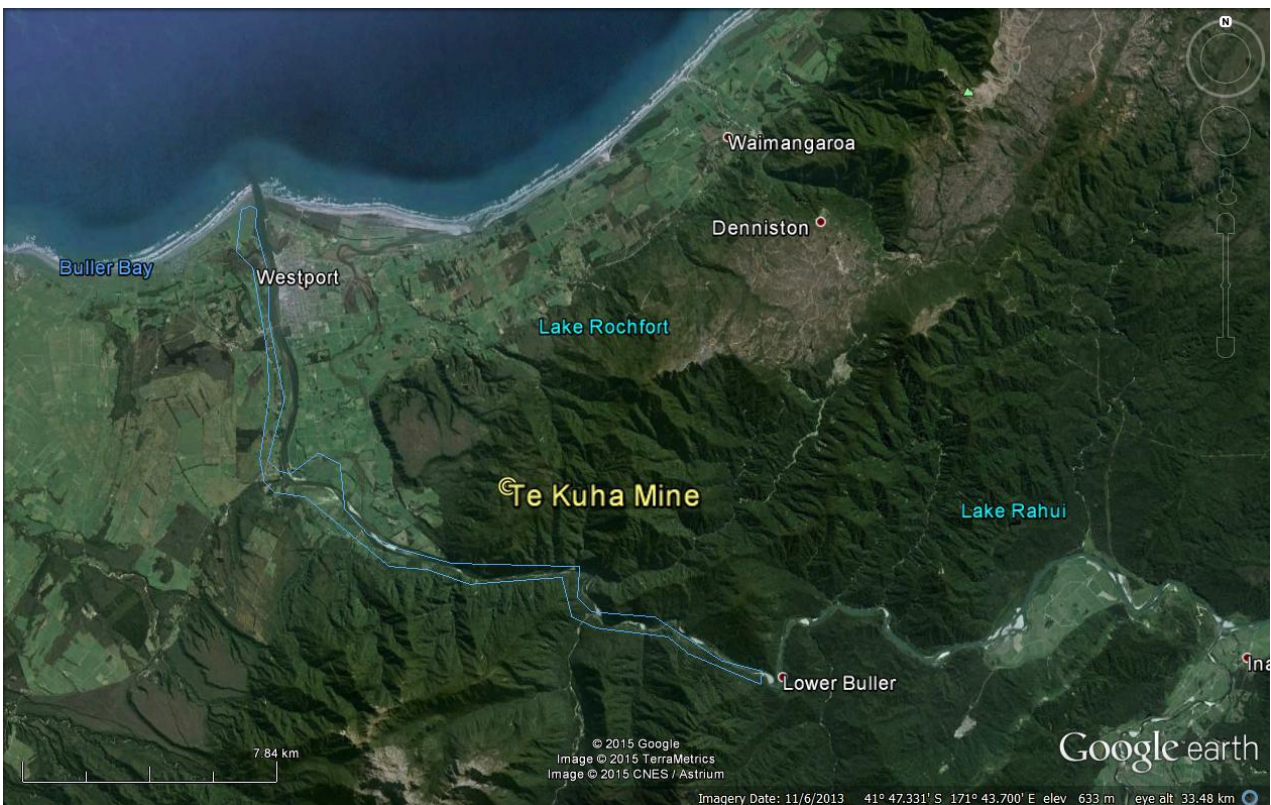 N
Waimangaroa
Denniston
Buller Bay
Westport
Lake Rochfort
Te Kuha Mine
Lake Rahui
Ina
Lower Buller
7.84 km
© 2015 Google
Image © 2015 TerraMetrics
Image © 2015 CNES / Astrium
Google earth
Imagery Date: 11/6/2013 41° 47.331' S 171° 43.700' E elev 633 m eye alt 33.48 km